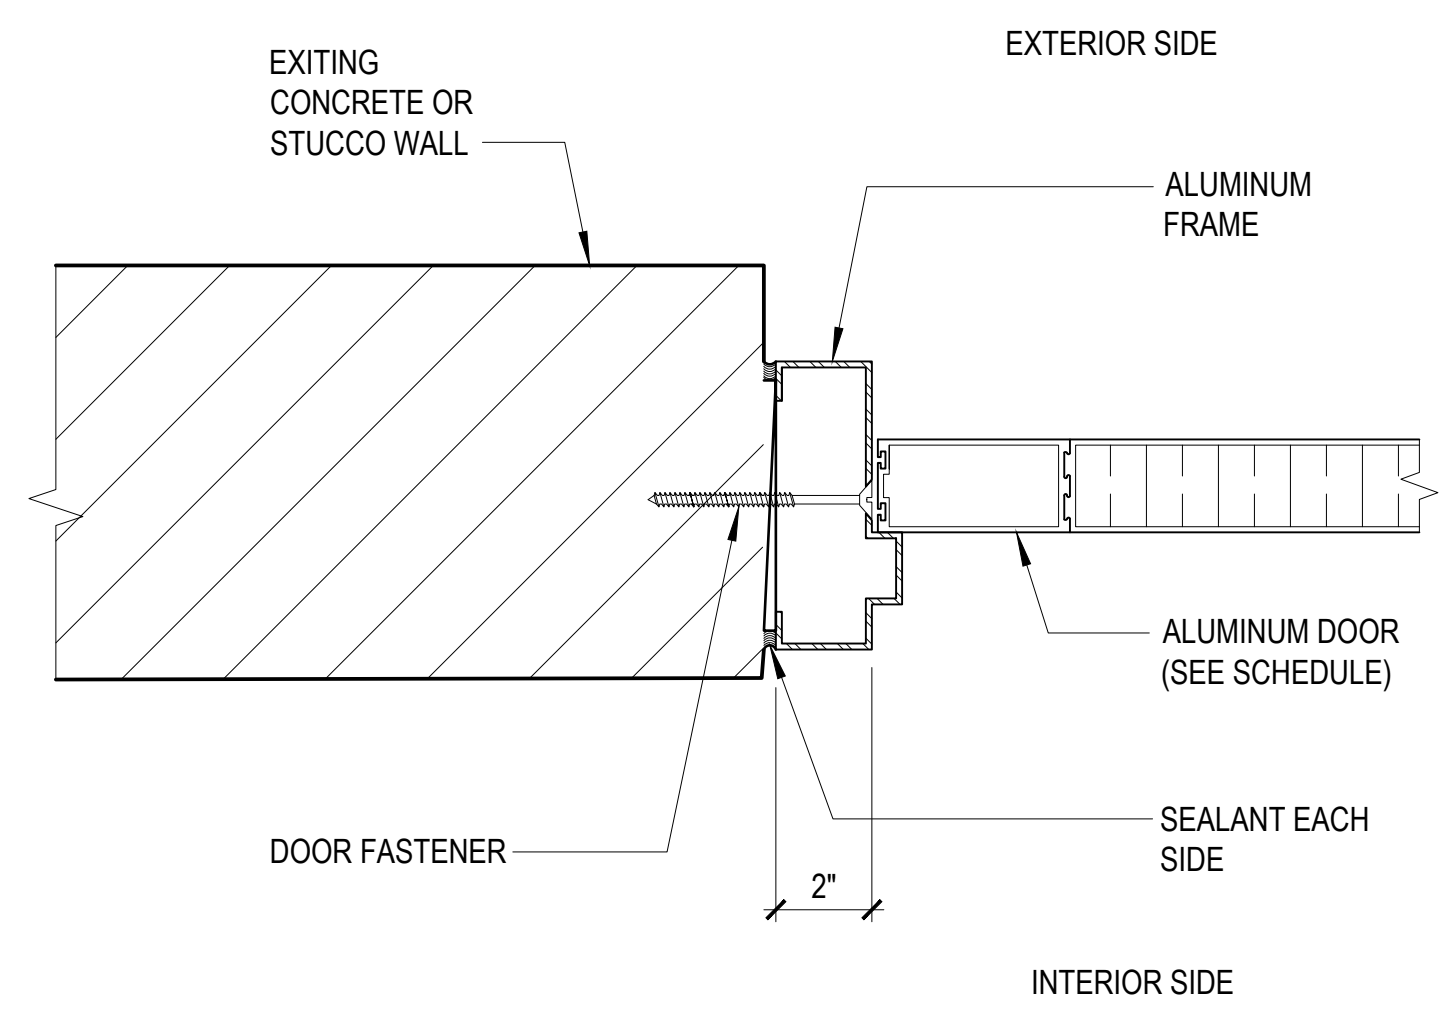 EXTERIOR SIDE
EXITING
CONCRETE OR
STUCCO WALL
ALUMINUM
FRAME
ALUMINUM DOOR
(SEE SCHEDULE)
SEALANT EACH
SIDE
DOOR FASTENER
2"
INTERIOR SIDE